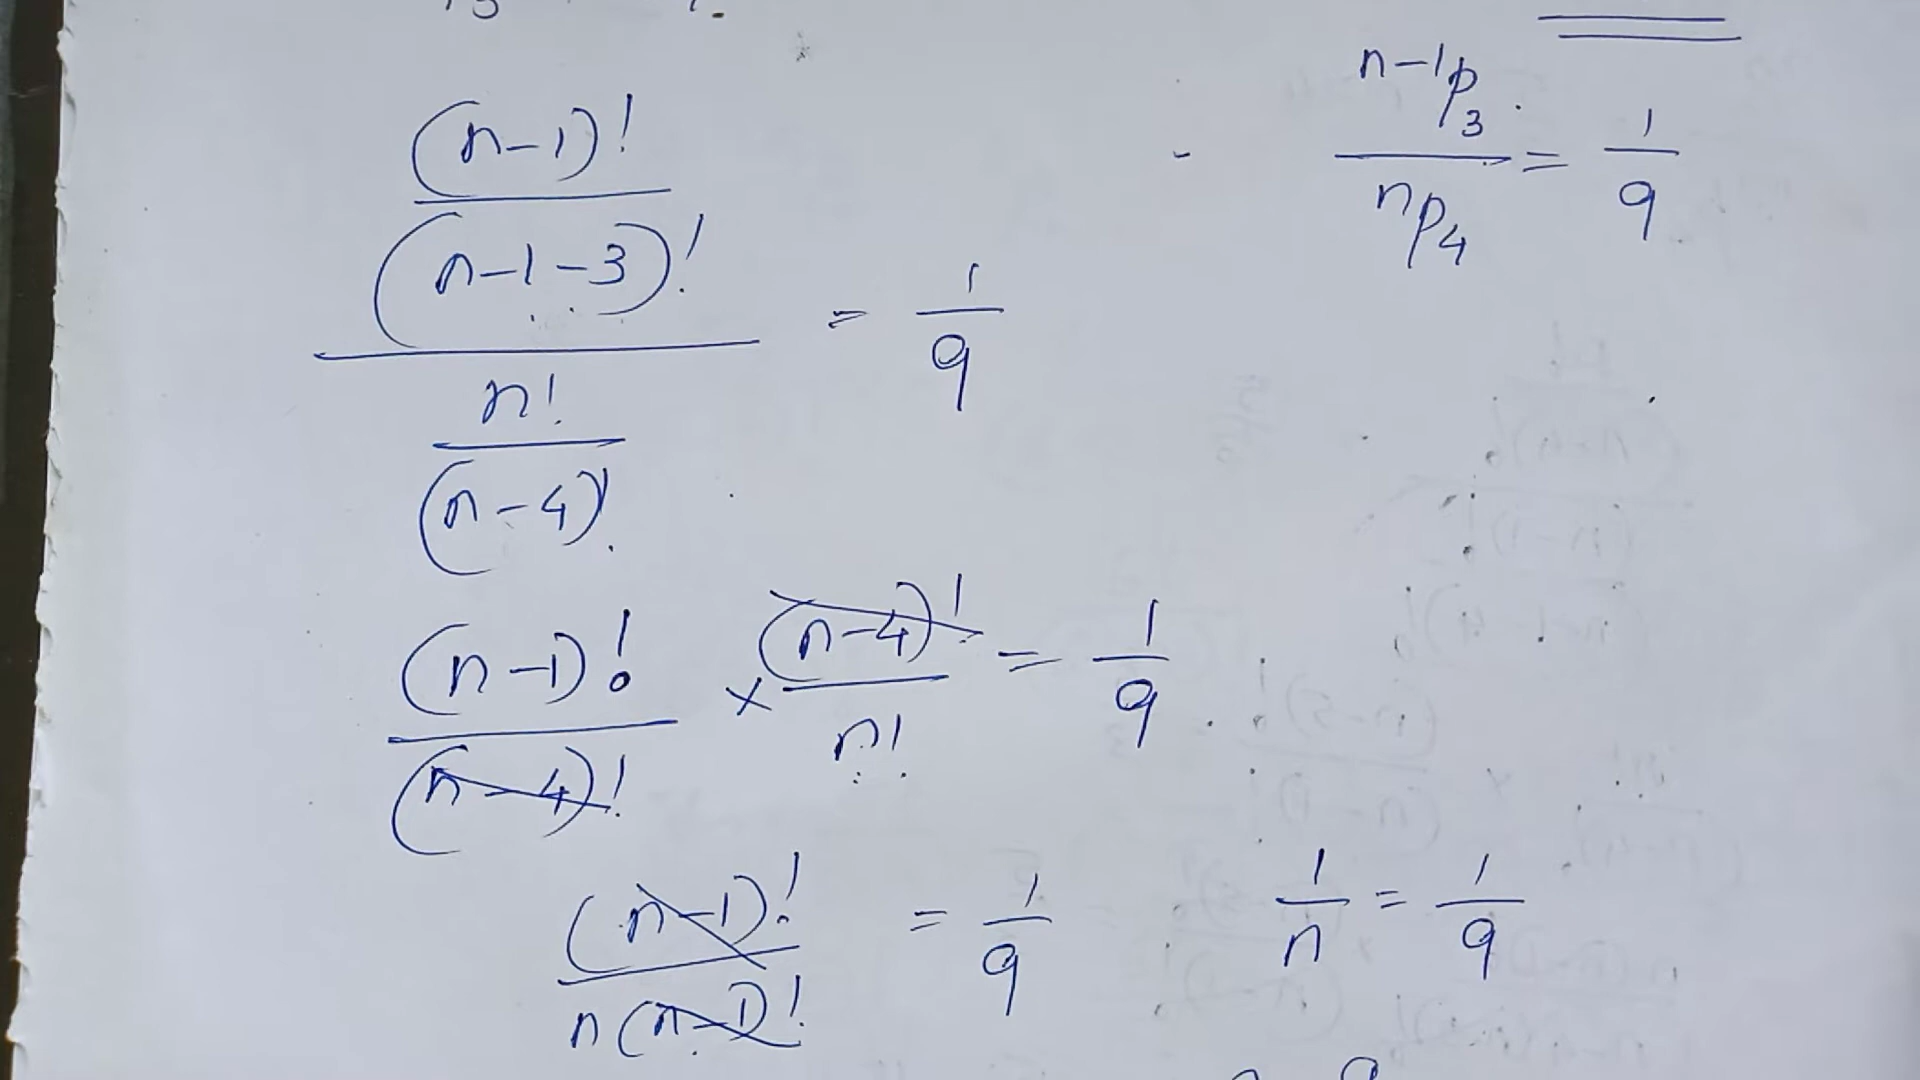 n-1p3 / np4 = 1/9
(n-1)! / (n-1-3)! / n! / (n-4)! = 1/9
(n-1)! / (n-4)! × (n-4)! / n! = 1/9
(n-1)! / n(n-1)! = 1/9
1/n = 1/9